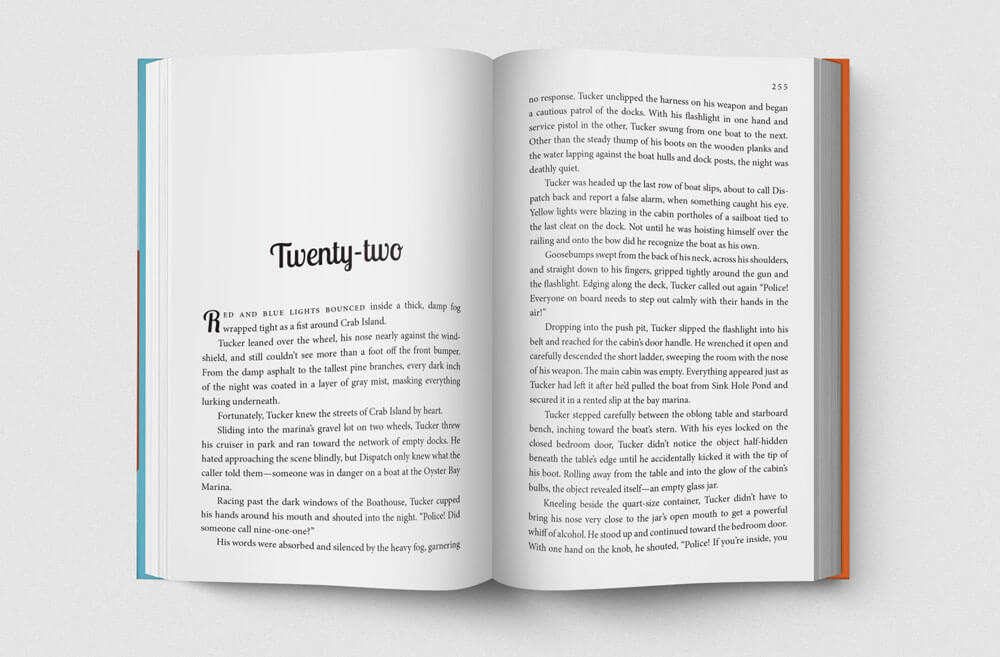 Twenty-two
RED AND BLUE LIGHTS BOUNCED inside a thick, damp fog
wrapped tight as a fist around Crab Island.
Tucker leaned over the wheel, his nose nearly against the wind-
shield, and still couldn't see more than a foot off the front bumper.
From the damp asphalt to the tallest pine branches, every dark inch
of the night was coated in a layer of gray mist, masking everything
lurking underneath.
Fortunately, Tucker knew the streets of Crab Island by heart.
Sliding into the marina's gravel lot on two wheels, Tucker threw
his cruiser in park and ran toward the network of empty docks. He
hated approaching the scene blindly, but Dispatch only knew what the
caller told them—someone was in danger on a boat at the Oyster Bay
Marina.
Racing past the dark windows of the Boathouse, Tucker cupped
his hands around his mouth and shouted into the night. “Police! Did
someone call nine-one-one?”
His words were absorbed and silenced by the heavy fog, garnering
255
no response. Tucker unclipped the harness on his weapon and began
a cautious patrol of the docks. With his flashlight in one hand and
service pistol in the other, Tucker swung from one boat to the next.
Other than the steady thump of his boots on the wooden planks and
the water lapping against the boat hulls and dock posts, the night was
deathly quiet.
Tucker was headed up the last row of boat slips, about to call Dis-
patch back and report a false alarm, when something caught his eye.
Yellow lights were blazing in the cabin portholes of a sailboat tied to
the last cleat on the dock. Not until he was hoisting himself over the
railing and onto the bow did he recognize the boat as his own.
Goosebumps swept from the back of his neck, across his shoulders,
and straight down to his fingers, gripped tightly around the gun and
the flashlight. Edging along the deck, Tucker called out again “Police!
Everyone on board needs to step out calmly with their hands in the
air!”
Dropping into the push pit, Tucker slipped the flashlight into his
belt and reached for the cabin's door handle. He wrenched it open and
carefully descended the short ladder, sweeping the room with the nose
of his weapon. The main cabin was empty. Everything appeared just as
Tucker had left it after he'd pulled the boat from Sink Hole Pond and
secured it in a rented slip at the bay marina.
Tucker stepped carefully between the oblong table and starboard
bench, inching toward the boat's stern. With his eyes locked on the
closed bedroom door, Tucker didn't notice the object half-hidden
beneath the table's edge until he accidentally kicked it with the tip of
his boot. Rolling away from the table and into the glow of the cabin's
bulbs, the object revealed itself—an empty glass jar.
Kneeling beside the quart-size container, Tucker didn't have to
bring his nose very close to the jar's open mouth to get a powerful
whiff of alcohol. He stood up and continued toward the bedroom door.
With one hand on the knob, he shouted, “Police! If you're inside, you